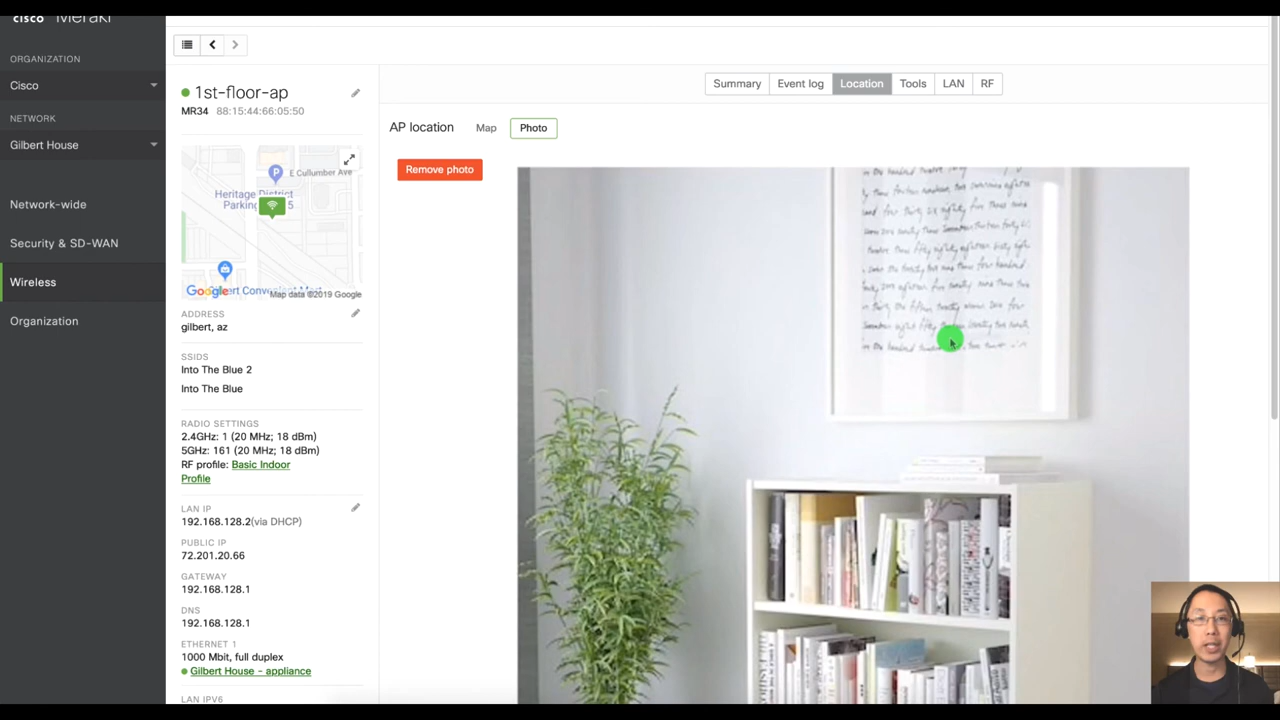 cisco Meraki
ORGANIZATION
Cisco
NETWORK
Gilbert House
Network-wide
Security & SD-WAN
Wireless
Organization
1st-floor-ap
MR34 88:15:44:66:05:50
E Cullumber Ave
Heritage District
Parking 5
Google
Map data ©2019 Google
ADDRESS
gilbert, az
SSIDS
Into The Blue 2
Into The Blue
RADIO SETTINGS
2.4GHz: 1 (20 MHz; 18 dBm)
5GHz: 161 (20 MHz; 18 dBm)
RF profile: Basic Indoor
Profile
LAN IP
192.168.128.2(via DHCP)
PUBLIC IP
72.201.20.66
GATEWAY
192.168.128.1
DNS
192.168.128.1
ETHERNET 1
1000 Mbit, full duplex
Gilbert House - appliance
LAN IPV6
Summary Event log Location Tools LAN RF
AP location Map Photo
Remove photo